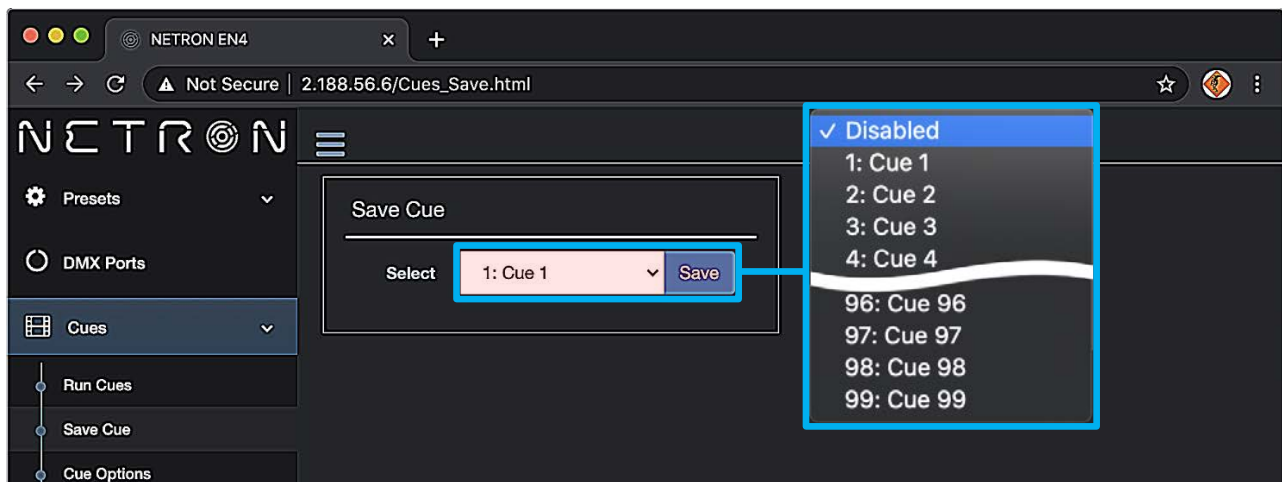 NETRON EN4
Not Secure | 2.188.56.6/Cues_Save.html
NETRON
Presets
DMX Ports
Cues
Run Cues
Save Cue
Cue Options
Save Cue
Select 1: Cue 1 Save
✓ Disabled
1: Cue 1
2: Cue 2
3: Cue 3
4: Cue 4
96: Cue 96
97: Cue 97
98: Cue 98
99: Cue 99